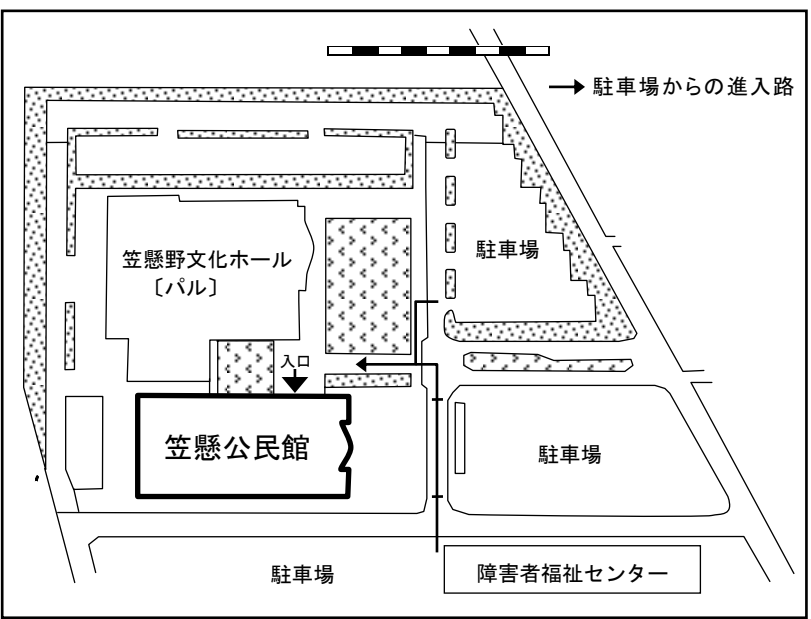 駐車場からの進入路
笠懸野文化ホール
〔パル〕
駐車場
入口
笠懸公民館
駐車場
駐車場
障害者福祉センター